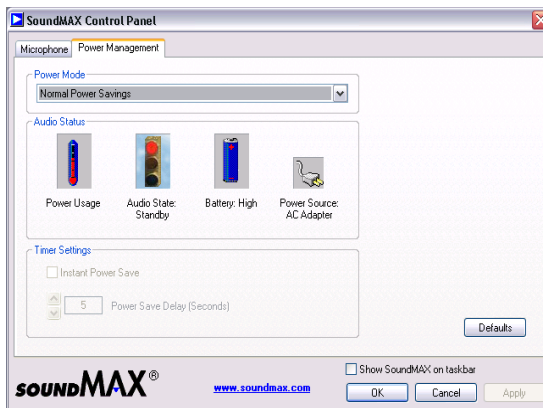 SoundMAX Control Panel
Microphone
Power Management
Power Mode
Normal Power Savings
Audio Status
Power Usage
Audio State:
Standby
Battery: High
Power Source:
AC Adapter
Timer Settings
Instant Power Save
5
Power Save Delay (Seconds)
Defaults
Show SoundMAX on taskbar
SOUNDMAX®
www.soundmax.com
OK
Cancel
Apply